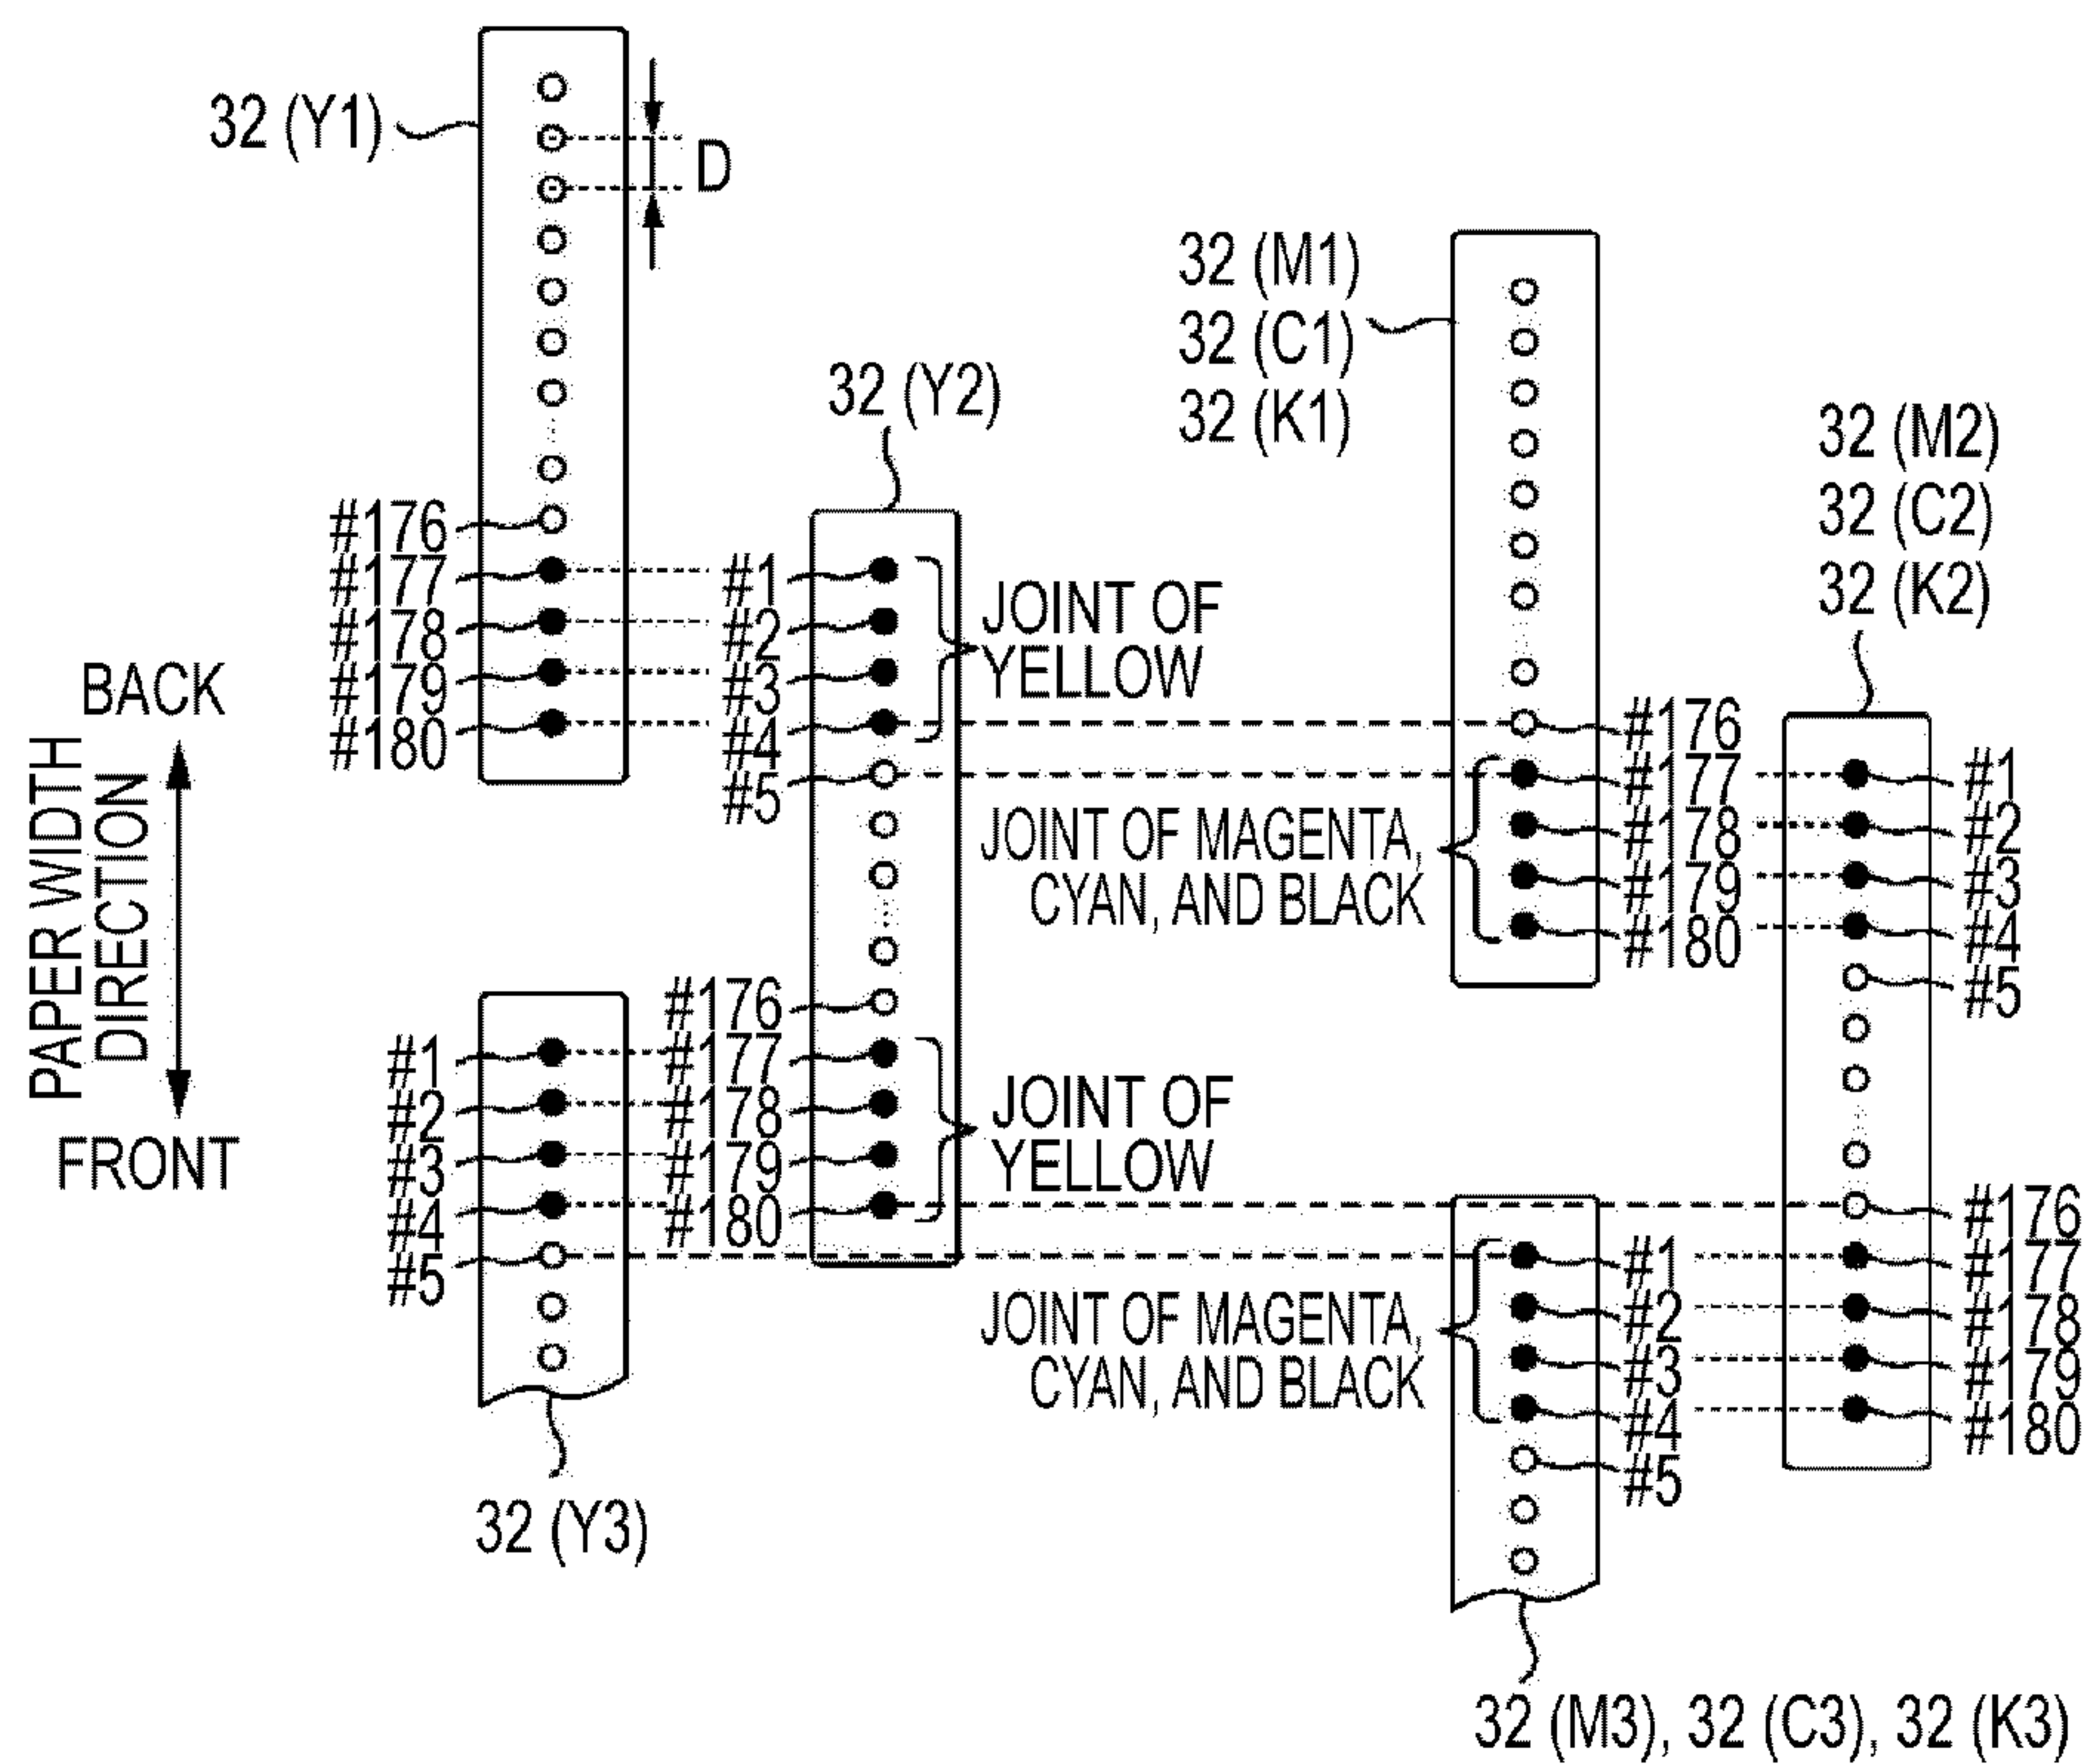 32 (Y1)
D
32 (M1)
32 (C1)
32 (K1)
32 (Y2)
32 (M2)
32 (C2)
32 (K2)
#176
#177
#178
#179
#180
#1
#2
#3
#4
#5
JOINT OF
YELLOW
#176
#177
#178
#179
#180
#1
#2
#3
#4
#5
JOINT OF MAGENTA,
CYAN, AND BLACK
BACK
PAPER WIDTH
DIRECTION
FRONT
#1
#2
#3
#4
#5
#176
#177
#178
#179
#180
JOINT OF
YELLOW
JOINT OF MAGENTA,
CYAN, AND BLACK
#1
#2
#3
#4
#5
#176
#177
#178
#179
#180
32 (Y3)
32 (M3), 32 (C3), 32 (K3)